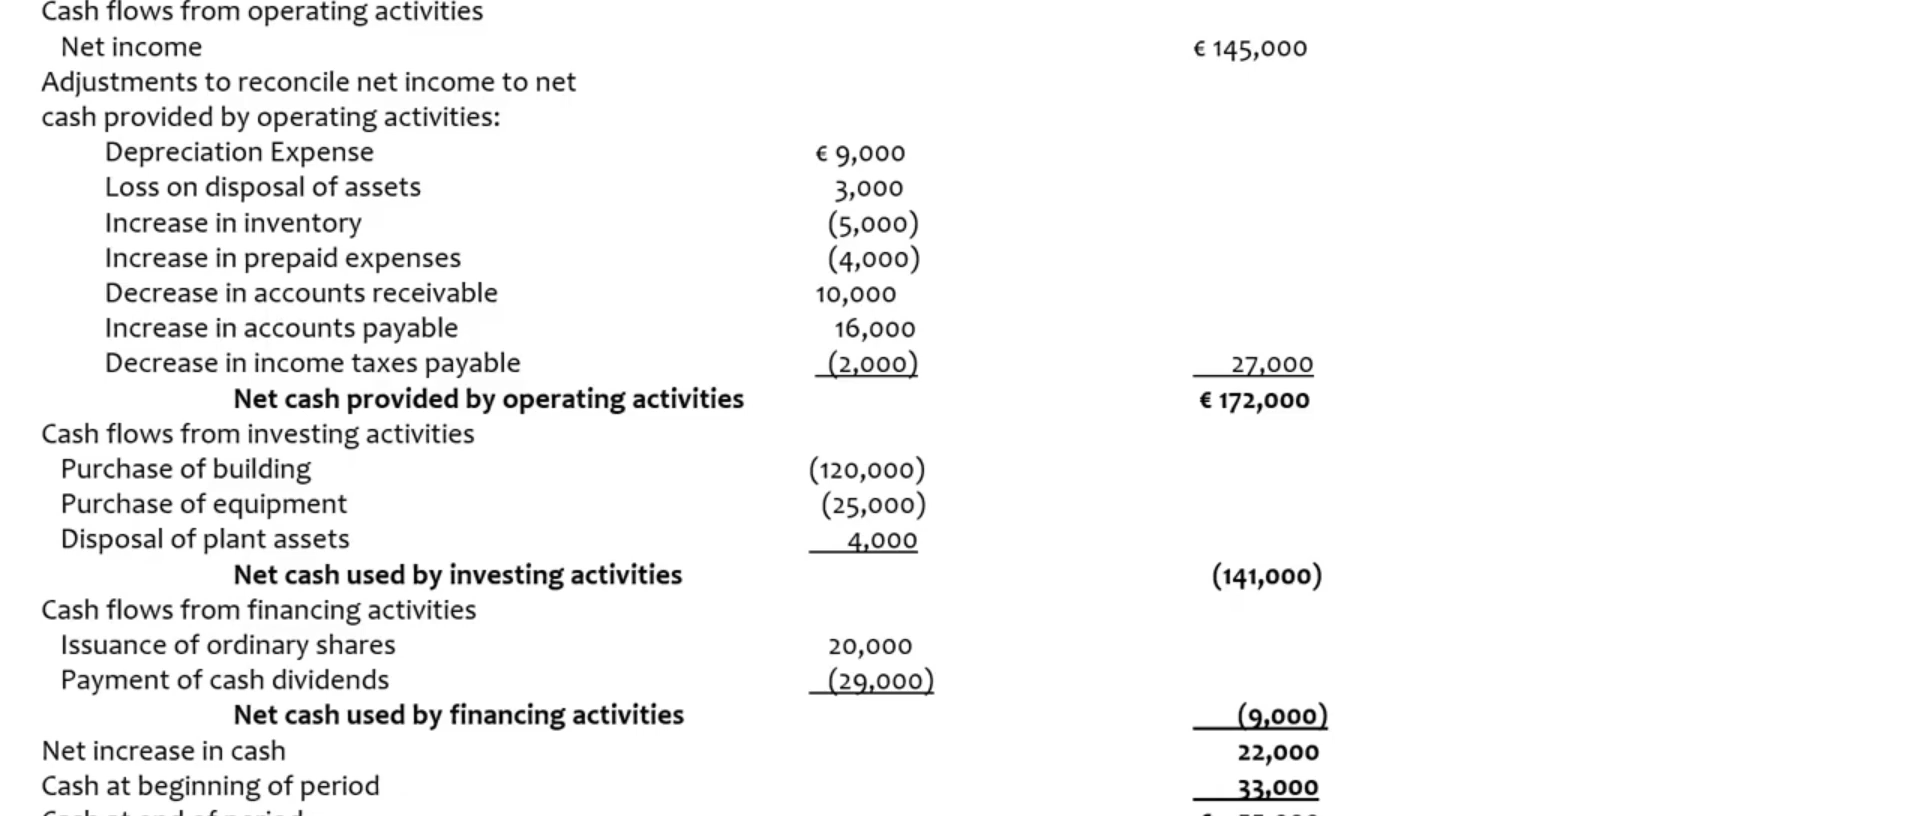 Cash flows from operating activities
Net income € 145,000
Adjustments to reconcile net income to net
cash provided by operating activities:
Depreciation Expense € 9,000
Loss on disposal of assets 3,000
Increase in inventory (5,000)
Increase in prepaid expenses (4,000)
Decrease in accounts receivable 10,000
Increase in accounts payable 16,000
Decrease in income taxes payable (2,000) 27,000
Net cash provided by operating activities € 172,000
Cash flows from investing activities
Purchase of building (120,000)
Purchase of equipment (25,000)
Disposal of plant assets 4,000
Net cash used by investing activities (141,000)
Cash flows from financing activities
Issuance of ordinary shares 20,000
Payment of cash dividends (29,000)
Net cash used by financing activities (9,000)
Net increase in cash 22,000
Cash at beginning of period 33,000